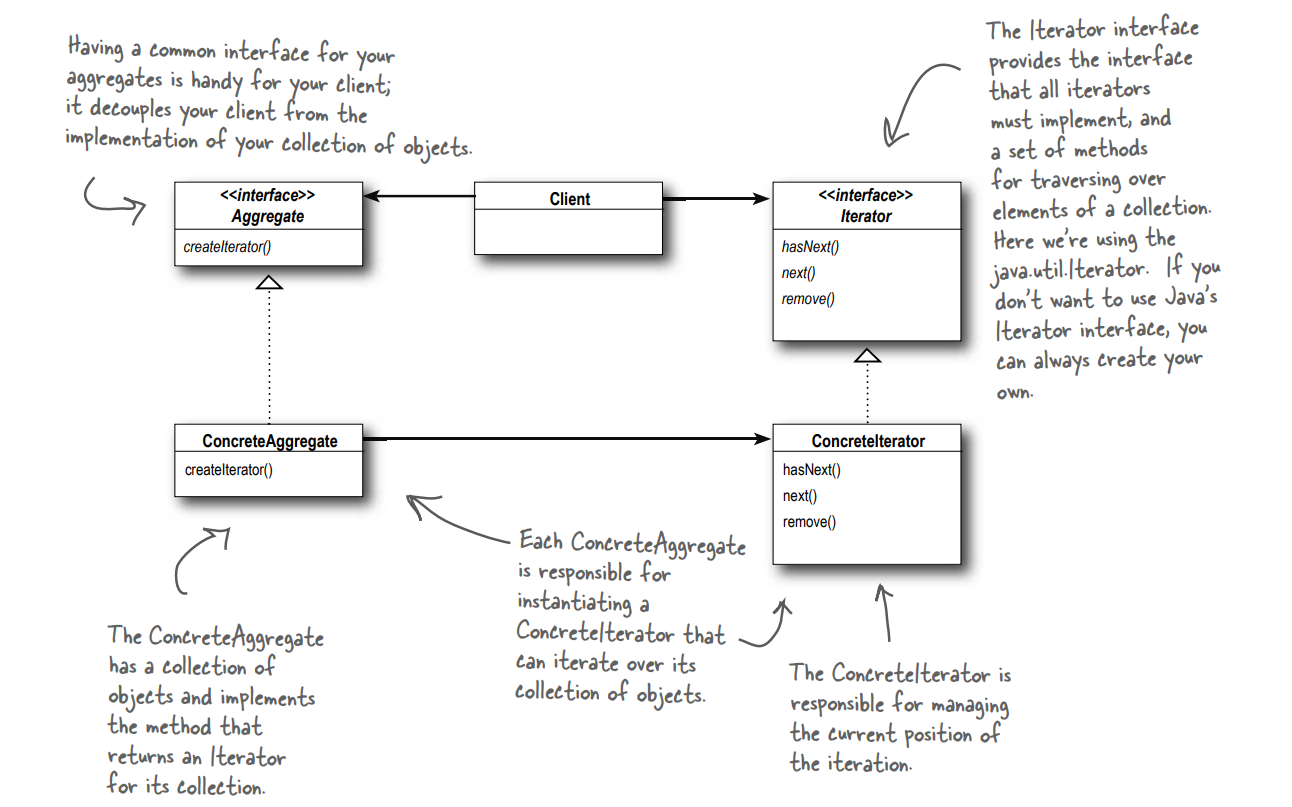 Having a common interface for your
aggregates is handy for your client;
it decouples your client from the
implementation of your collection of objects.
The Iterator interface
provides the interface
that all iterators
must implement, and
a set of methods
for traversing over
elements of a collection.
Here we're using the
java.util.Iterator. If you
don't want to use Java's
Iterator interface, you
can always create your
own.
<<interface>>
Aggregate
createIterator()
Client
<<interface>>
Iterator
hasNext()
next()
remove()
ConcreteAggregate
createIterator()
ConcreteIterator
hasNext()
next()
remove()
The ConcreteAggregate
has a collection of
objects and implements
the method that
returns an Iterator
for its collection.
Each ConcreteAggregate
is responsible for
instantiating a
ConcreteIterator that
can iterate over its
collection of objects.
The ConcreteIterator is
responsible for managing
the current position of
the iteration.